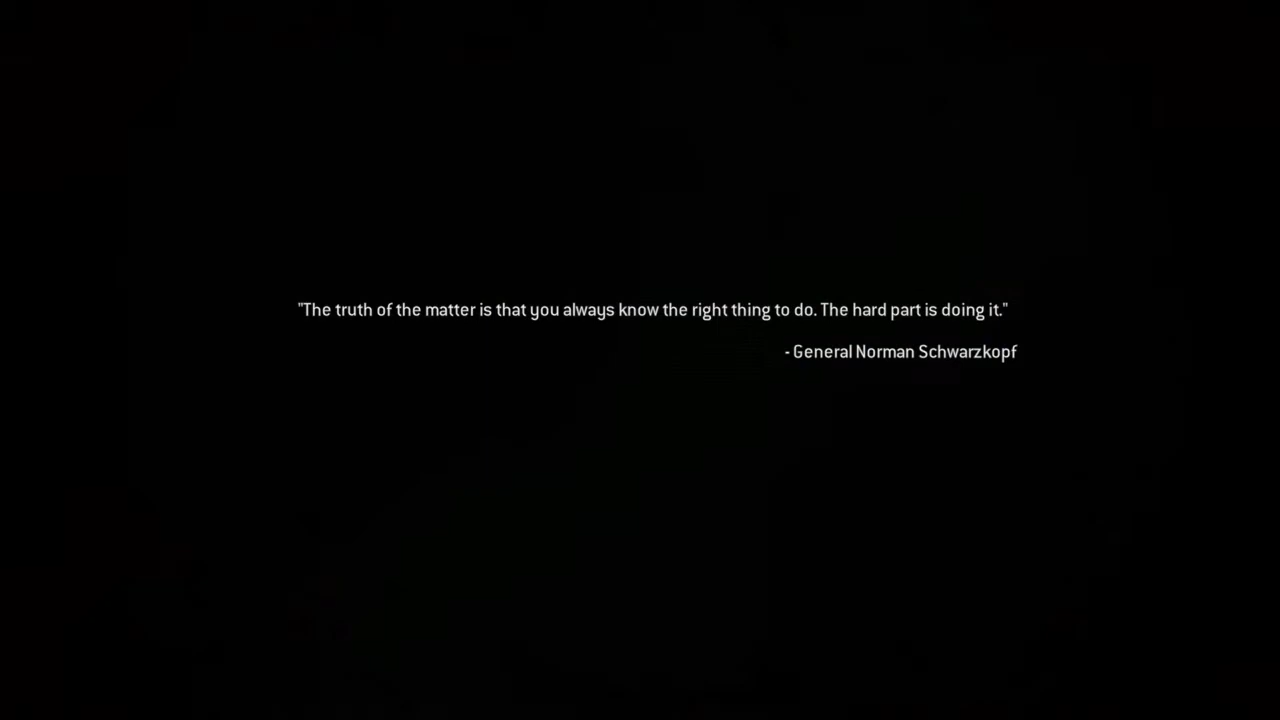 "The truth of the matter is that you always know the right thing to do. The hard part is doing it."
- General Norman Schwarzkopf